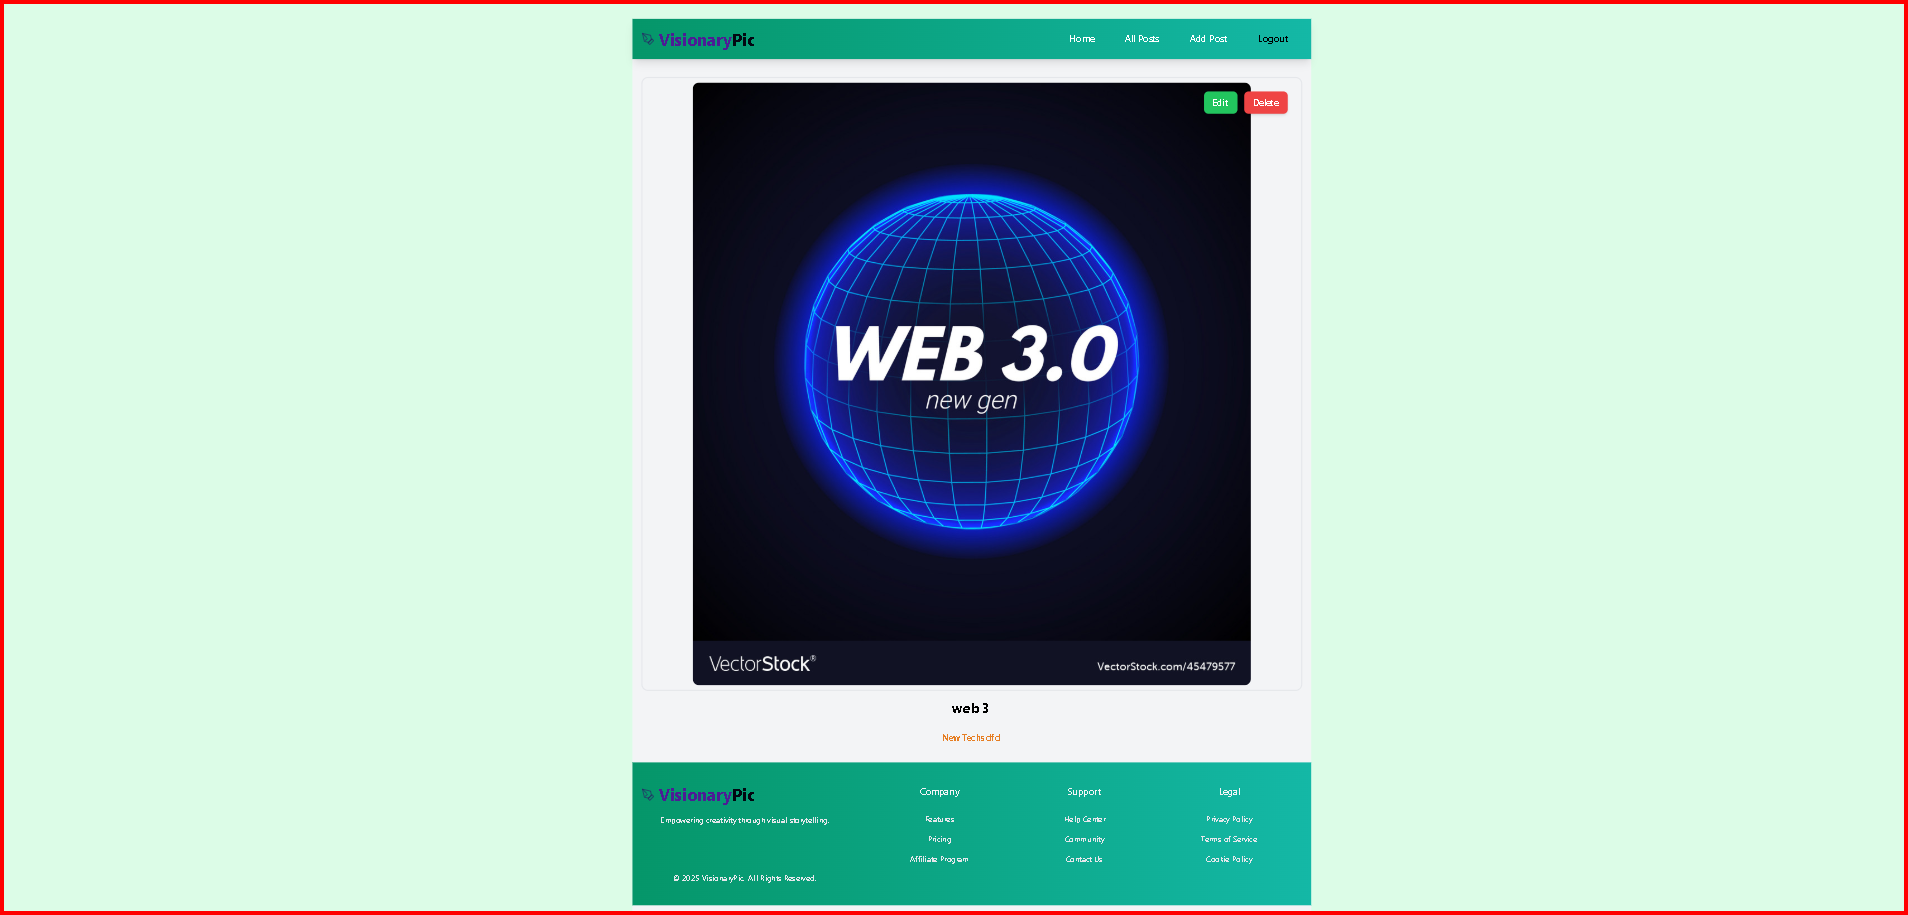 VisionaryPic Home All Posts Add Post Logout
Edit Delete
WEB 3.0
new gen
VectorStock® VectorStock.com/45479577
web 3
New Techsdfd
VisionaryPic
Empowering creativity through visual storytelling.
© 2025 VisionaryPic. All Rights Reserved.
Company
Features
Pricing
Affiliate Program
Support
Help Center
Community
Contact Us
Legal
Privacy Policy
Terms of Service
Cookie Policy